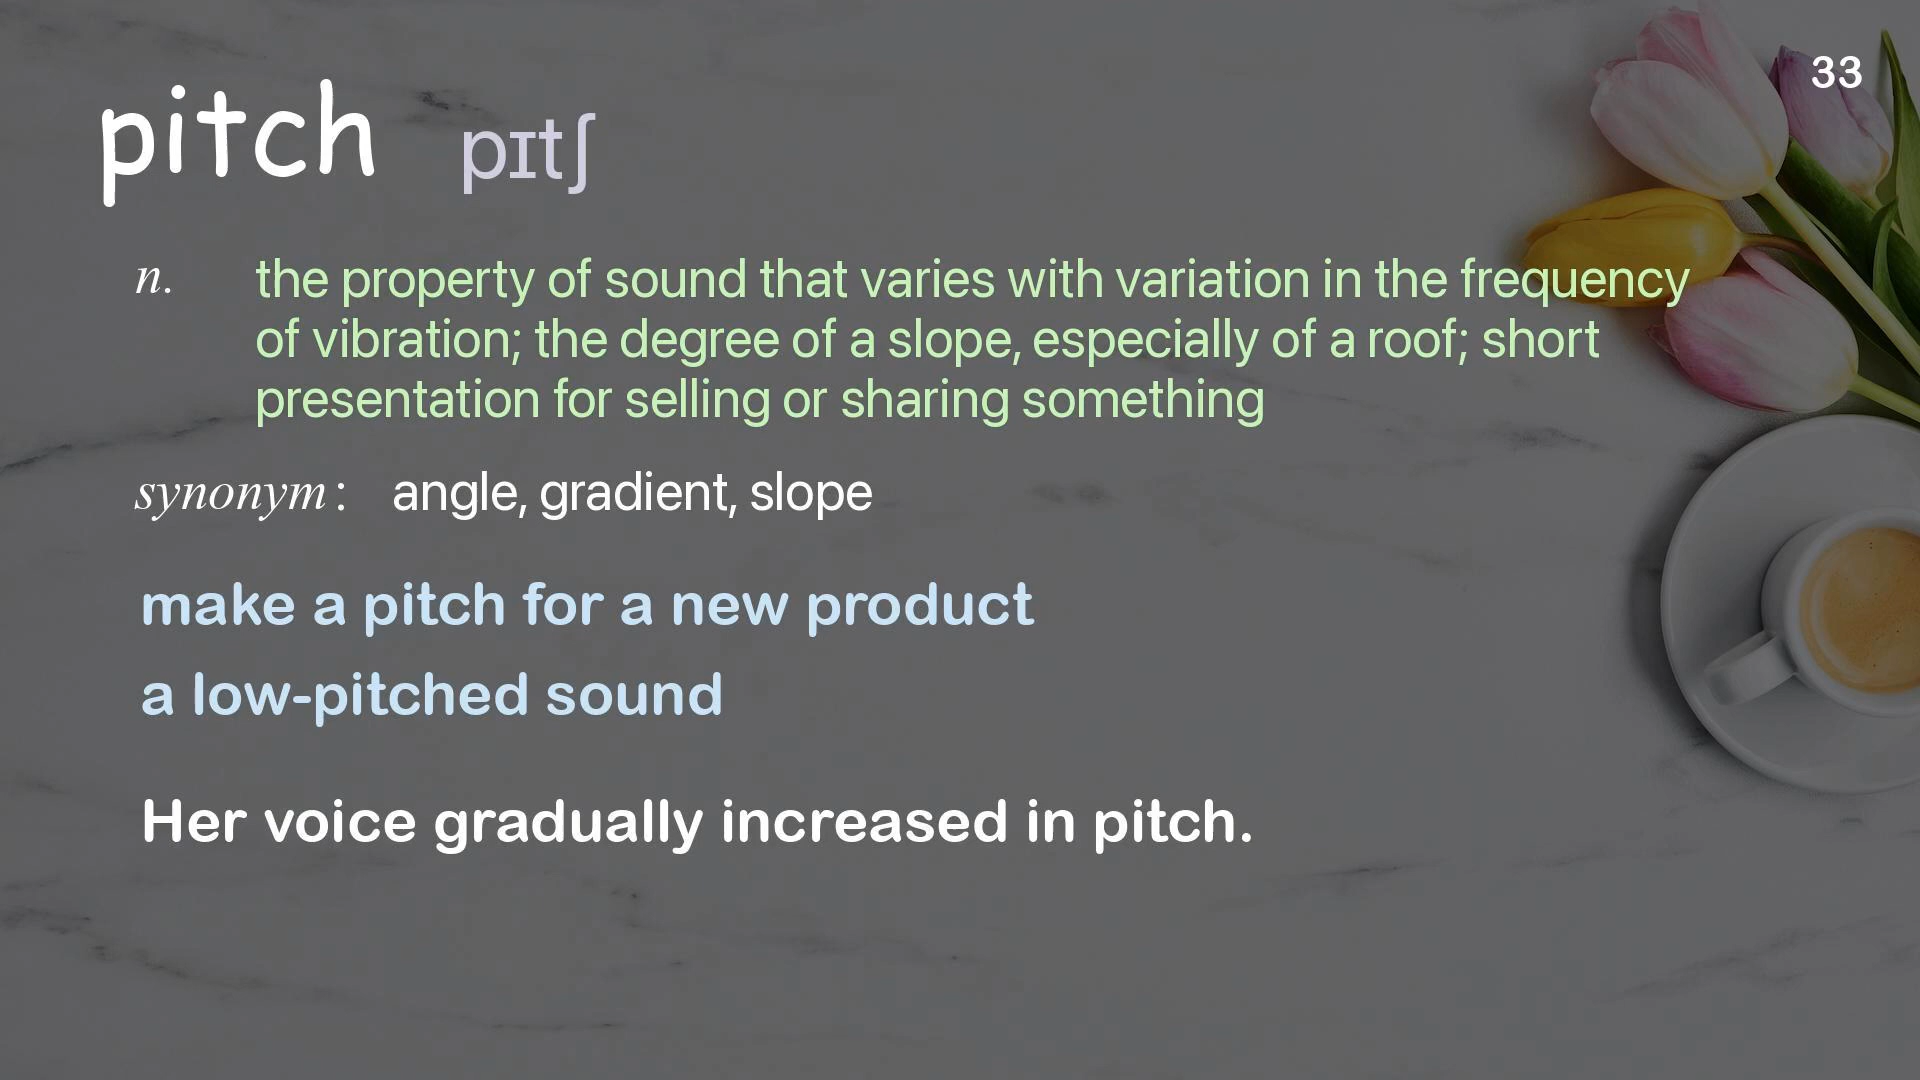 33
pitch pɪtʃ
n. the property of sound that varies with variation in the frequency
of vibration; the degree of a slope, especially of a roof; short
presentation for selling or sharing something
synonym: angle, gradient, slope
make a pitch for a new product
a low-pitched sound
Her voice gradually increased in pitch.